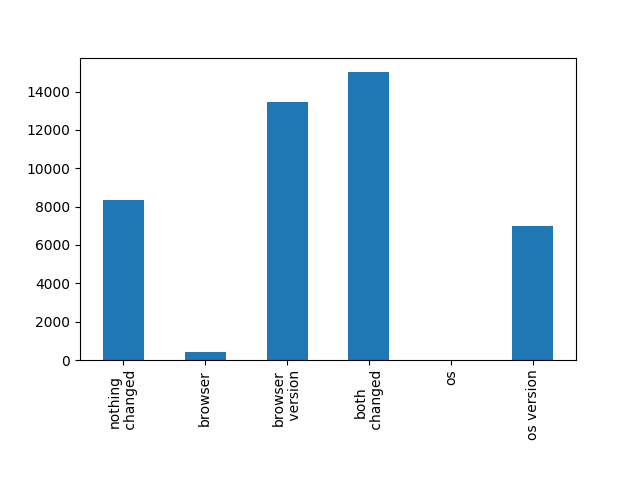 14000
12000
10000
8000
6000
4000
2000
0
nothing
changed
browser
browser
version
both
changed
os
os version